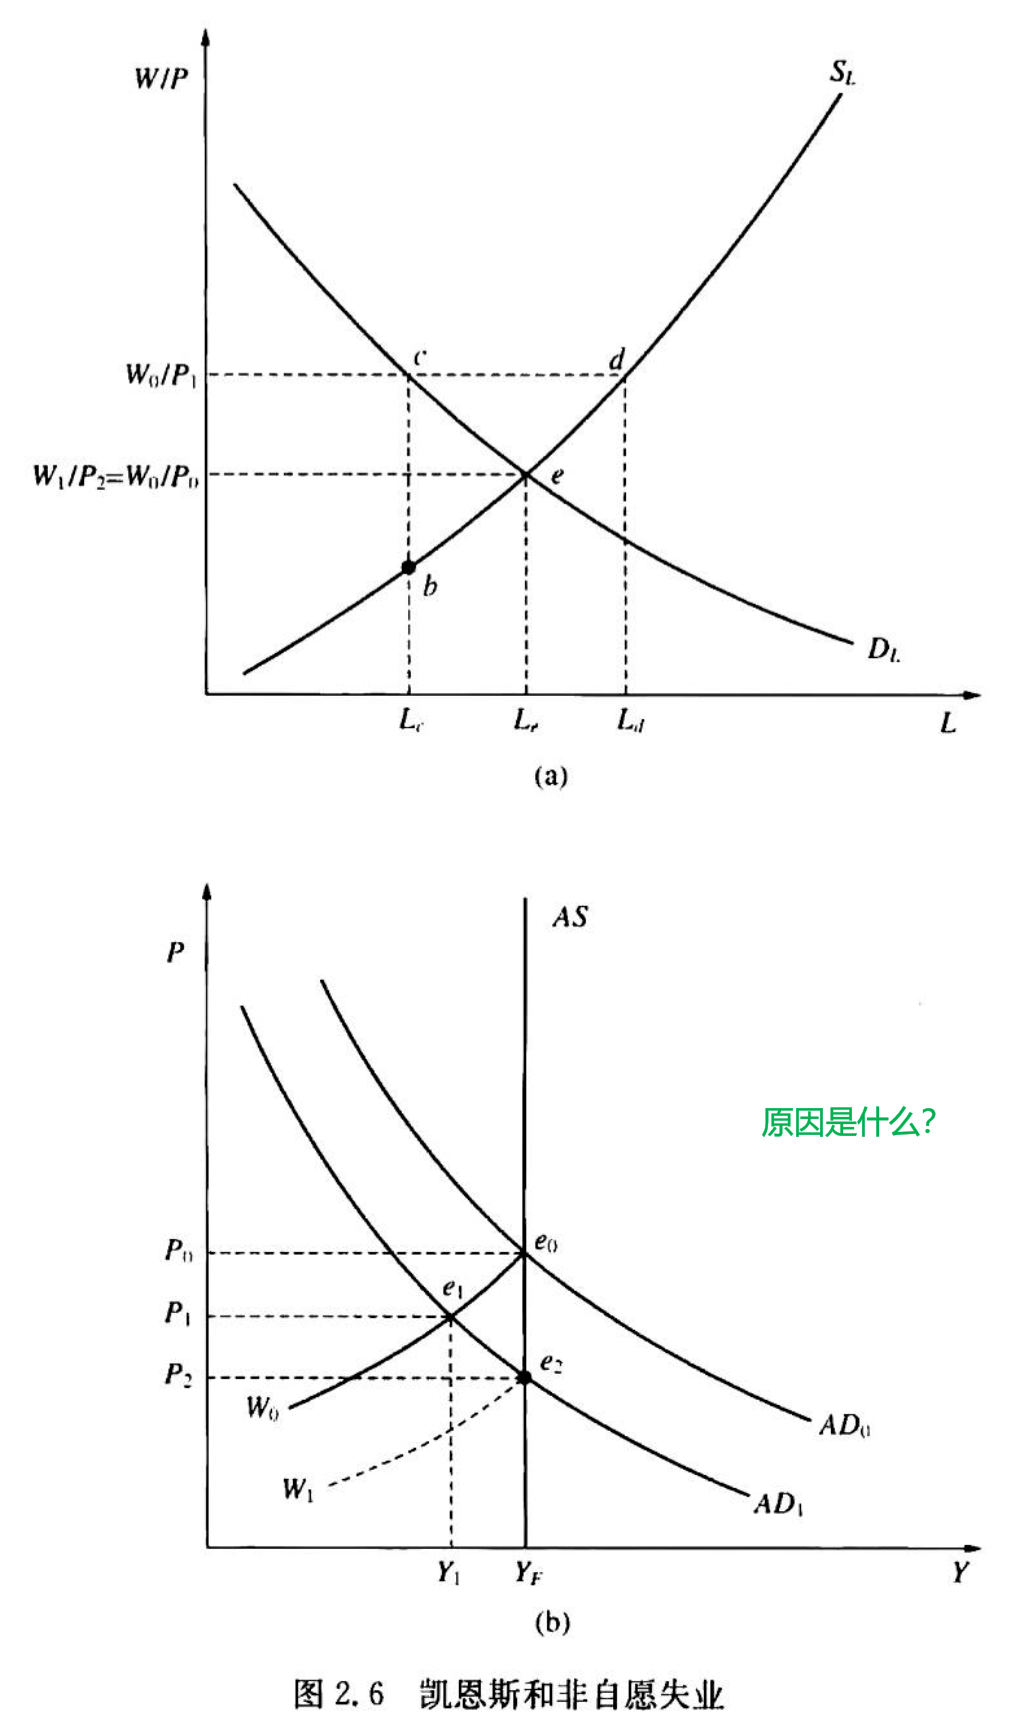 W/P
S_L
c
d
W₀/P₁
W₁/P₂=W₀/P₀
e
b
D_L
L_c
L_e
L_d
L
(a)
AS
P
原因是什么?
P₀
e₀
e₁
P₁
e₂
P₂
W₀
AD₀
W₁
AD₁
Y₁
Y_F
Y
(b)
图 2.6 凯恩斯和非自愿失业